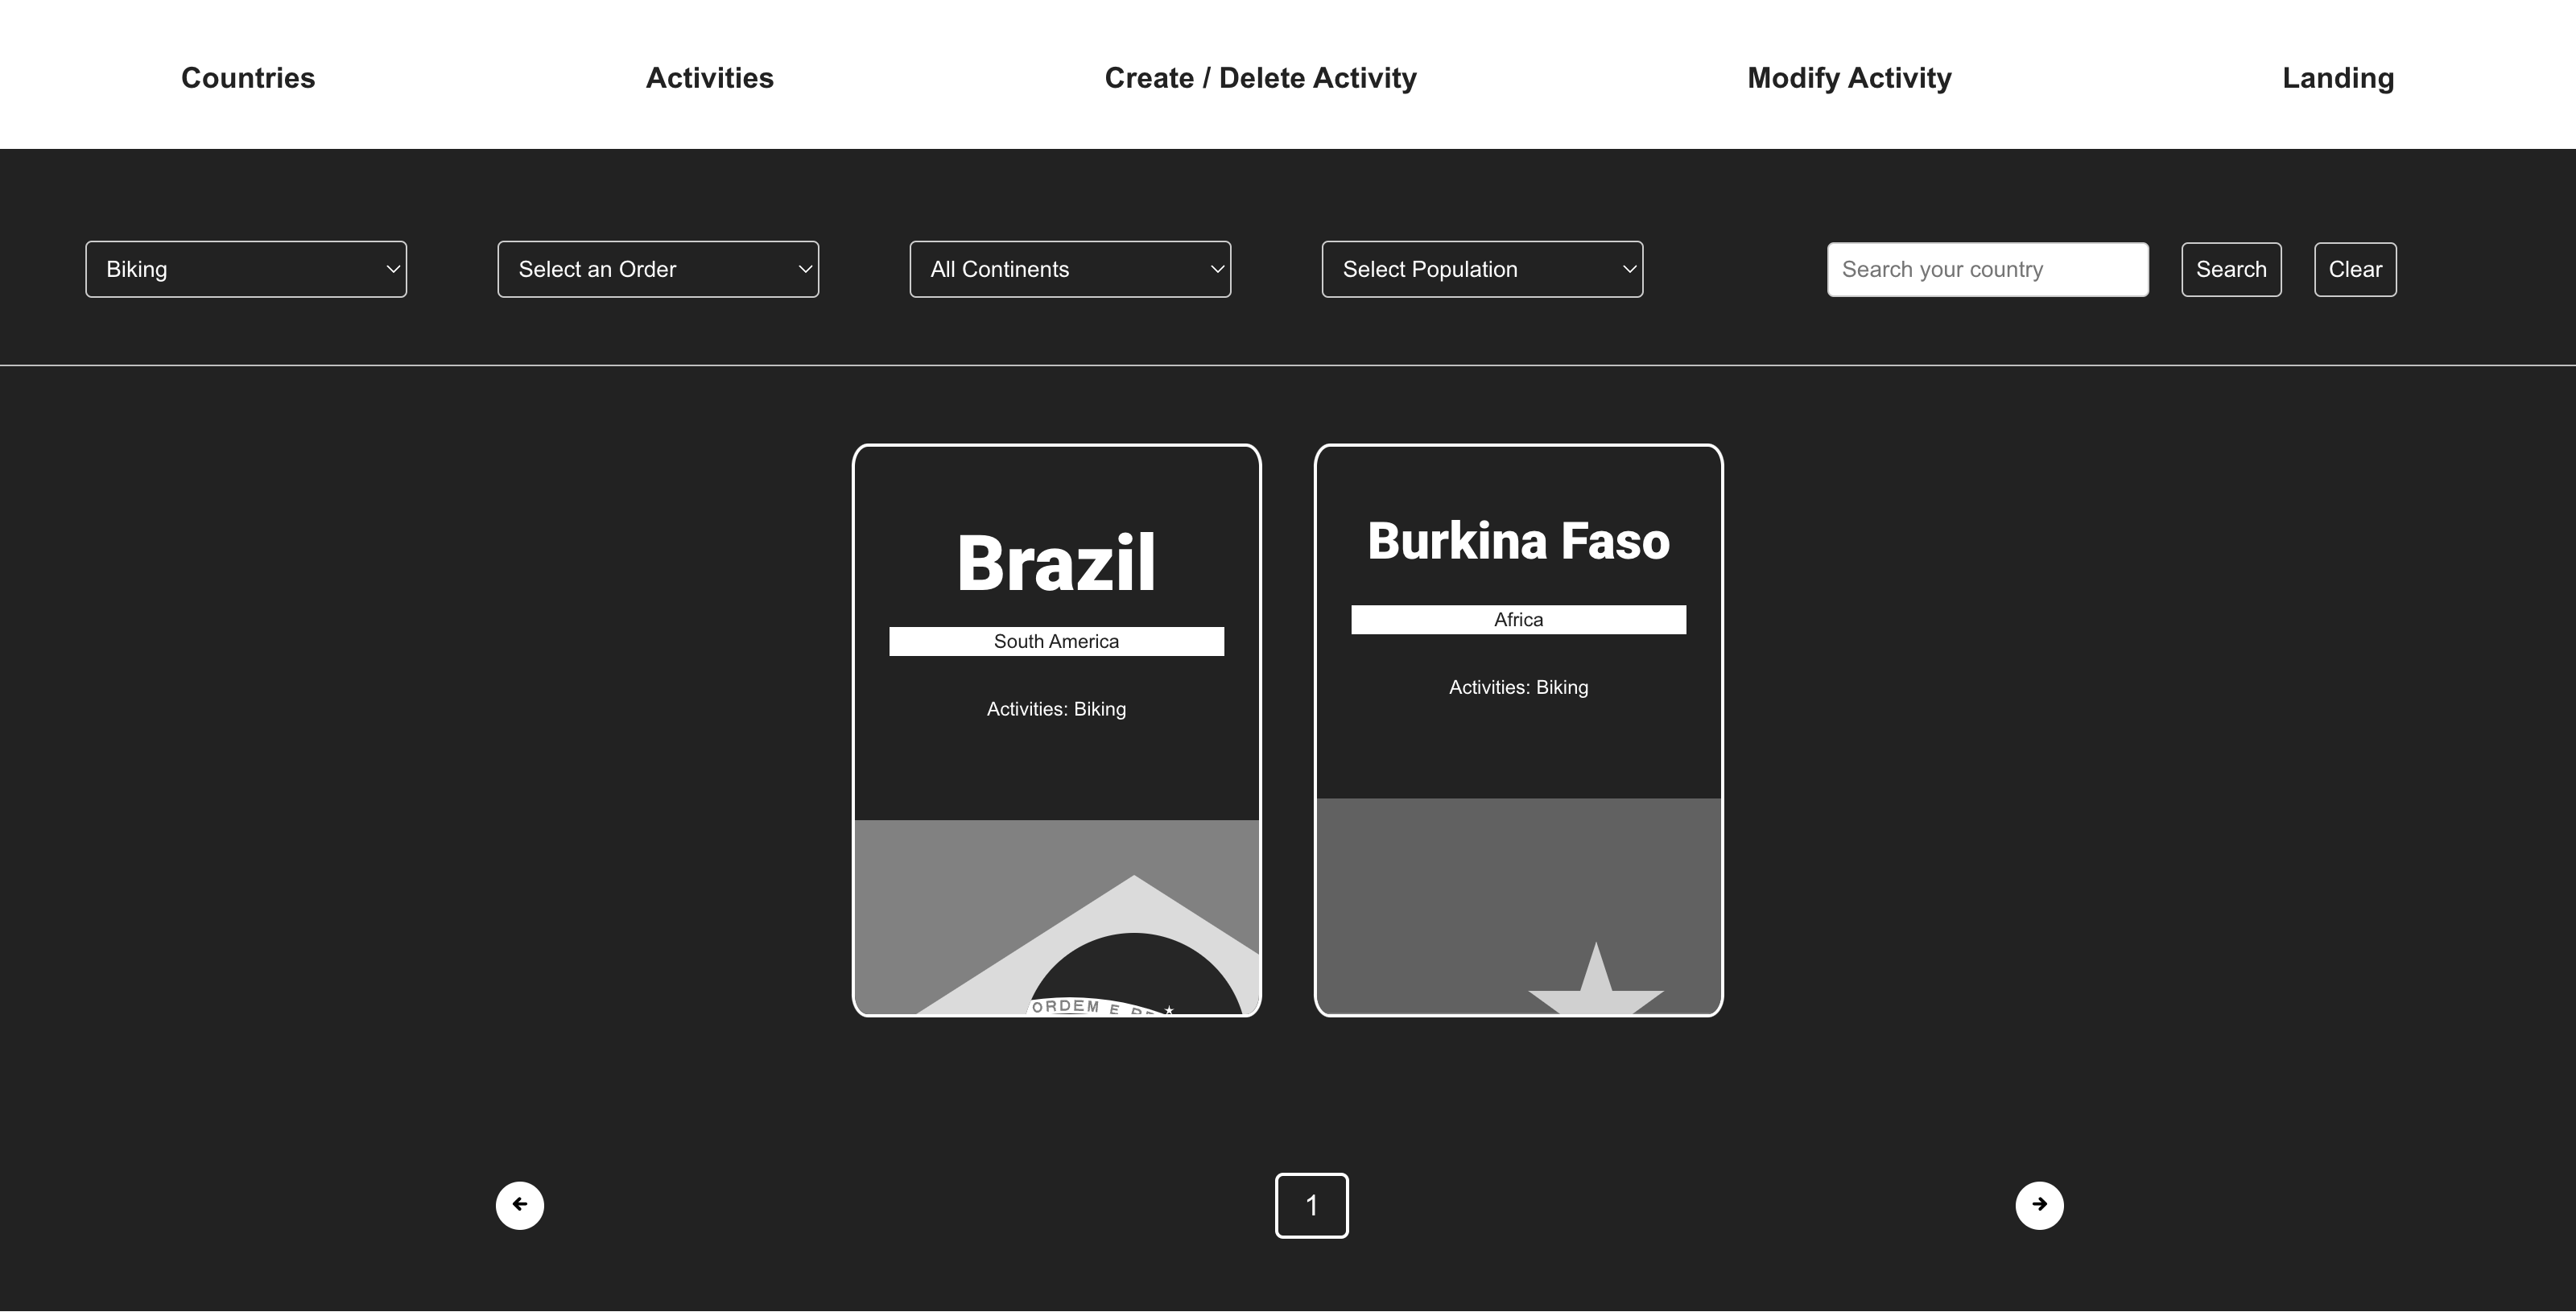 Countries
Activities
Create / Delete Activity
Modify Activity
Landing
Biking
Select an Order
All Continents
Select Population
Search your country
Search
Clear
Brazil
South America
Activities: Biking
ORDEM E
Burkina Faso
Africa
Activities: Biking
1